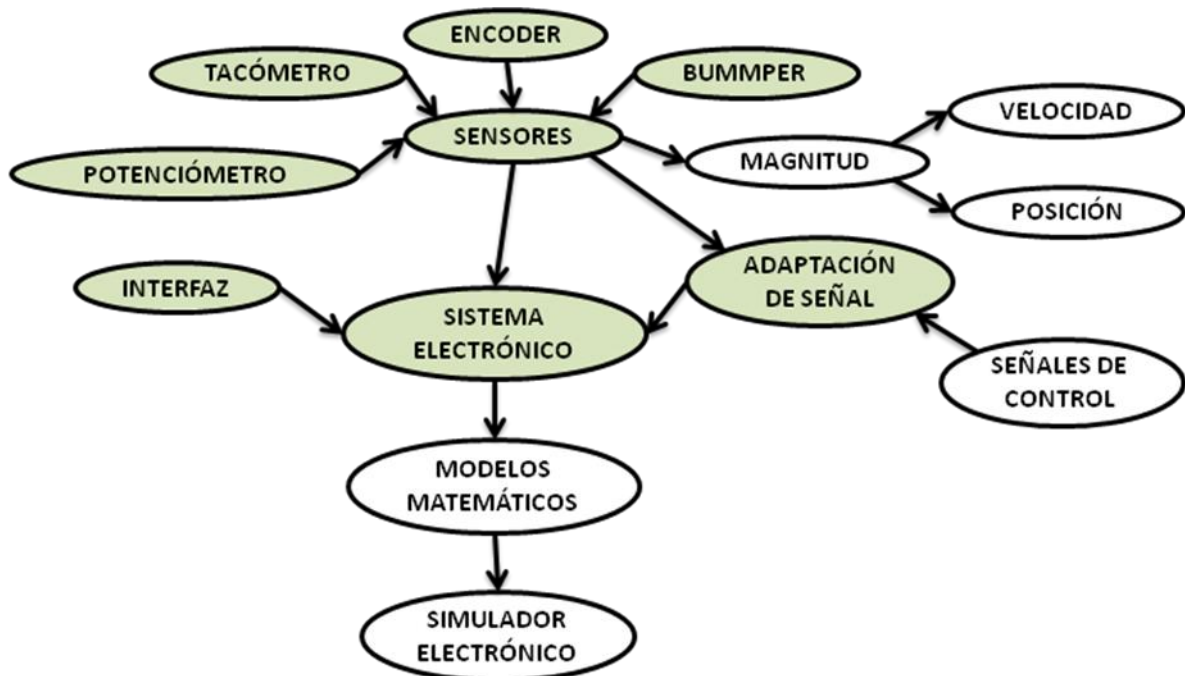 ENCODER
TACÓMETRO
BUMMPER
SENSORES
VELOCIDAD
MAGNITUD
POTENCIÓMETRO
POSICIÓN
ADAPTACIÓN
DE SEÑAL
INTERFAZ
SISTEMA
ELECTRÓNICO
SEÑALES DE
CONTROL
MODELOS
MATEMÁTICOS
SIMULADOR
ELECTRÓNICO